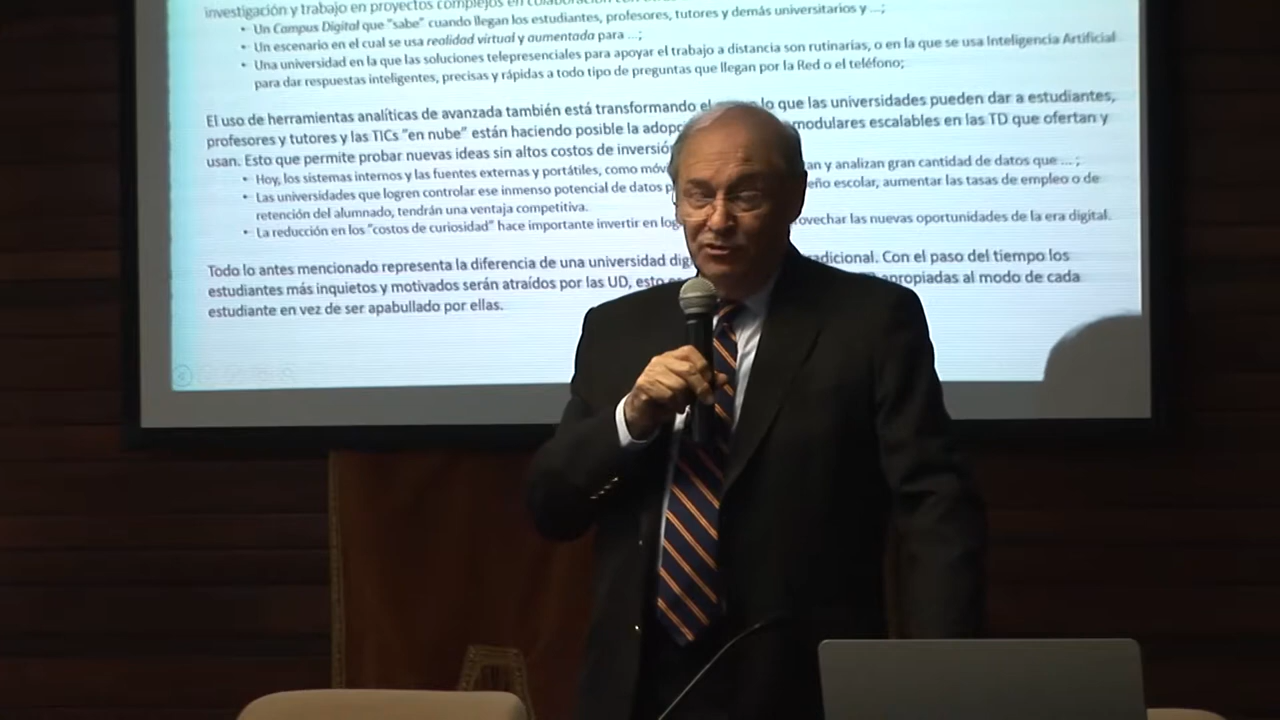 investigación y trabajo en proyectos complejos en colaboración con
• Un Campus Digital que "sabe" cuando llegan los estudiantes, profesores, tutores y demás universitarios y ...;
• Un escenario en el cual se usa realidad virtual y aumentada para ...;
• Una universidad en la que las soluciones telepresenciales para apoyar el trabajo a distancia son rutinarias, o en la que se usa Inteligencia Artificial
para dar respuestas inteligentes, precisas y rápidas a todo tipo de preguntas que llegan por la Red o el teléfono;
El uso de herramientas analíticas de avanzada también está transformando el lo que las universidades pueden dar a estudiantes,
profesores y tutores y las TICs "en nube" están haciendo posible la modulares escalables en las TD que ofertan y
usan. Esto que permite probar nuevas ideas sin altos costos de
• Hoy, los sistemas internos y las fuentes externas y portátiles, como y analizan gran cantidad de datos que ... ;
• Las universidades que logren controlar ese inmenso potencial de datos escolar, aumentar las tasas de empleo o de
retención del alumnado, tendrán una ventaja competitiva.
• La reducción en los "costos de curiosidad" hace importante invertir en las nuevas oportunidades de la era digital.
Todo lo antes mencionado representa la diferencia de una universidad Con el paso del tiempo los
estudiantes más inquietos y motivados serán atraídos por las UD, esto apropiadas al modo de cada
estudiante en vez de ser apabullado por ellas.